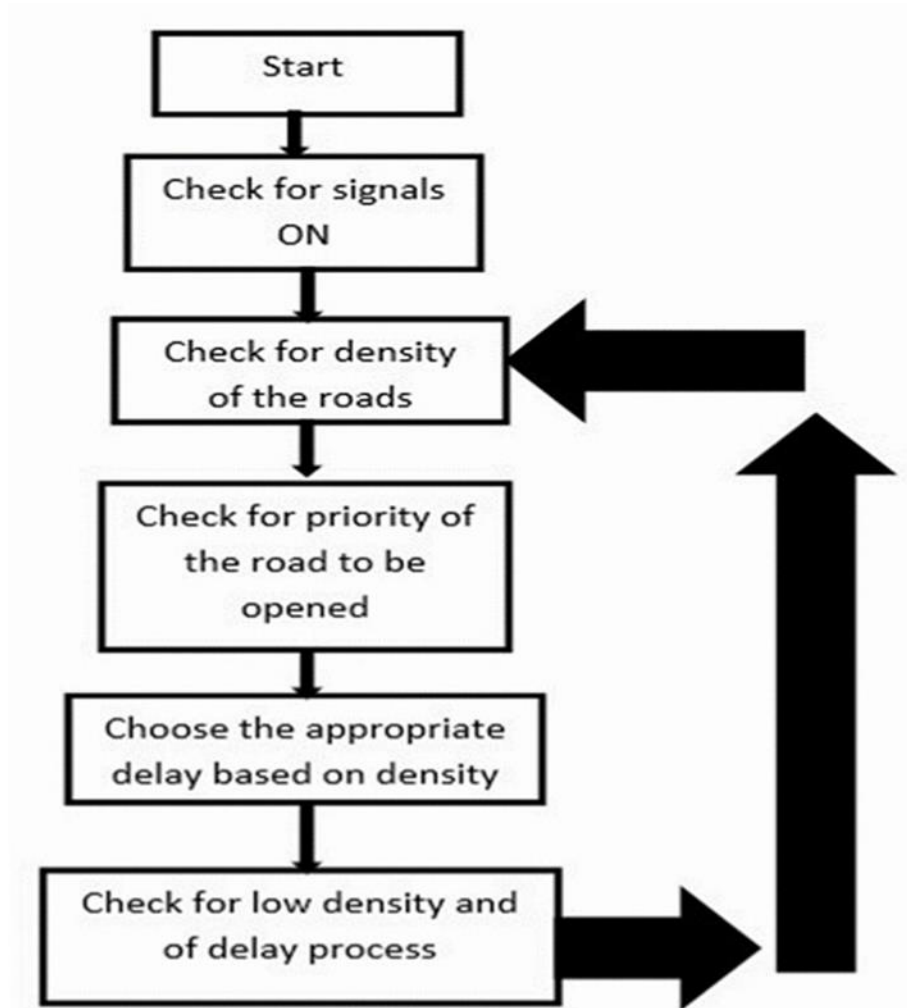 Start
Check for signals
ON
Check for density
of the roads
Check for priority of
the road to be
opened
Choose the appropriate
delay based on density
Check for low density and
of delay process